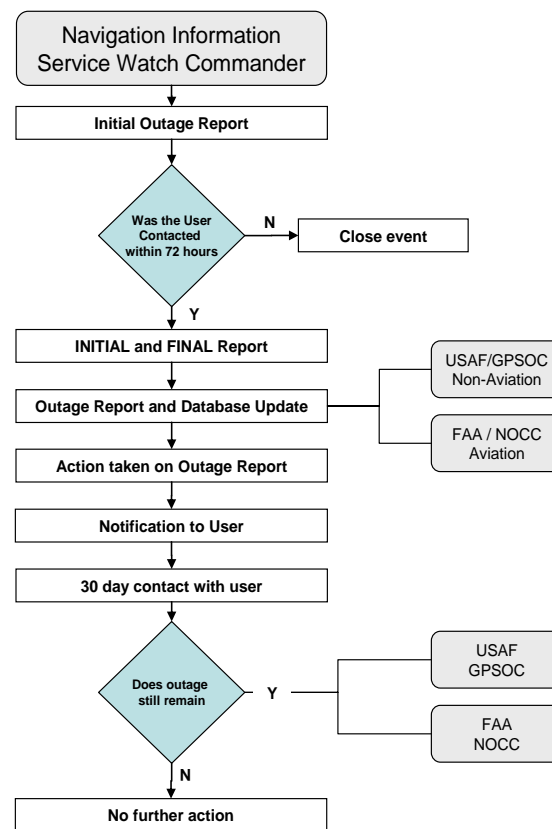 Navigation Information
Service Watch Commander
Initial Outage Report
Was the User
Contacted
within 72 hours
N
Close event
Y
INITIAL and FINAL Report
USAF/GPSOC
Non-Aviation
Outage Report and Database Update
FAA / NOCC
Aviation
Action taken on Outage Report
Notification to User
30 day contact with user
Does outage
still remain
Y
USAF
GPSOC
FAA
NOCC
N
No further action